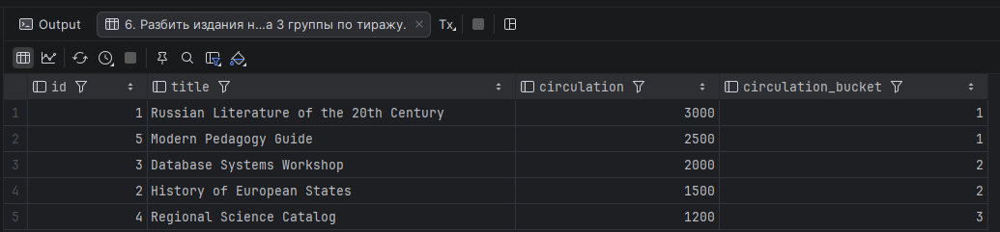 Output 6. Разбить издания н...а 3 группы по тиражу. Tx
id title circulation circulation_bucket
1 1 Russian Literature of the 20th Century 3000 1
2 5 Modern Pedagogy Guide 2500 1
3 3 Database Systems Workshop 2000 2
4 2 History of European States 1500 2
5 4 Regional Science Catalog 1200 3